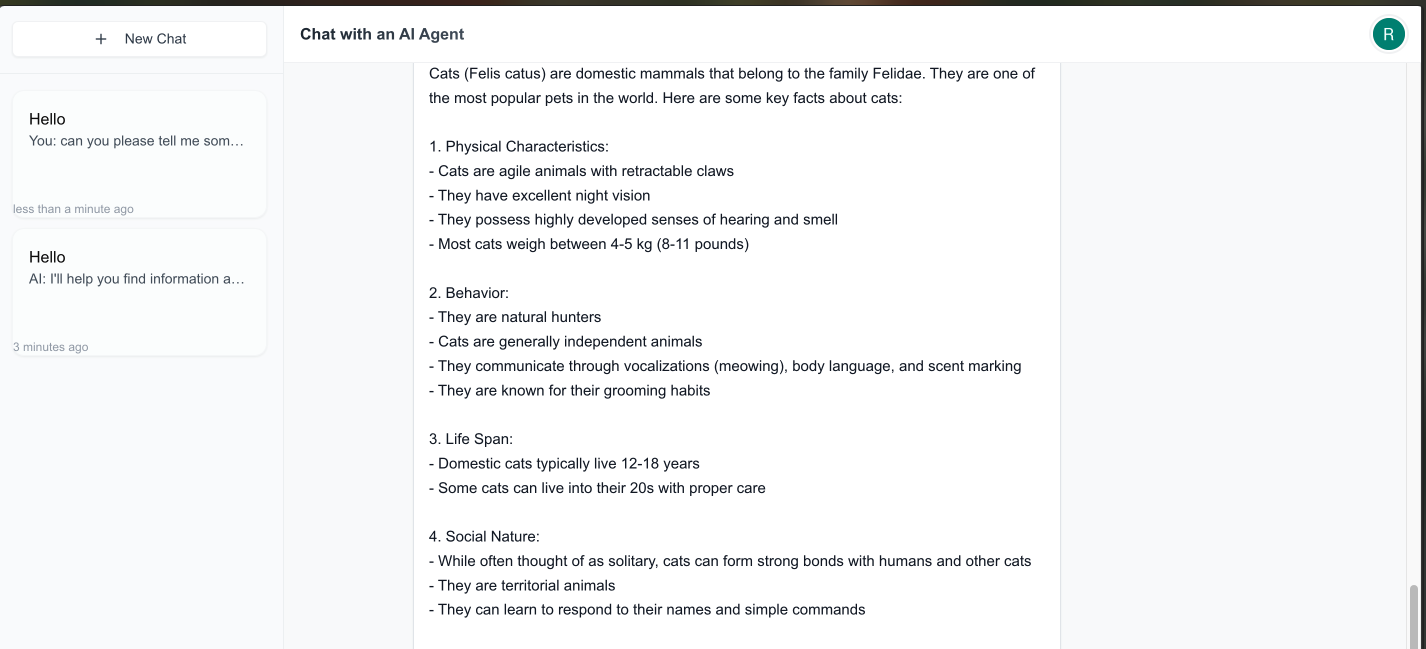 New Chat
Hello
You: can you please tell me som…
less than a minute ago
Hello
AI: I'll help you find information a…
3 minutes ago
Chat with an AI Agent
R
Cats (Felis catus) are domestic mammals that belong to the family Felidae. They are one of
the most popular pets in the world. Here are some key facts about cats:
1. Physical Characteristics:
- Cats are agile animals with retractable claws
- They have excellent night vision
- They possess highly developed senses of hearing and smell
- Most cats weigh between 4-5 kg (8-11 pounds)
2. Behavior:
- They are natural hunters
- Cats are generally independent animals
- They communicate through vocalizations (meowing), body language, and scent marking
- They are known for their grooming habits
3. Life Span:
- Domestic cats typically live 12-18 years
- Some cats can live into their 20s with proper care
4. Social Nature:
- While often thought of as solitary, cats can form strong bonds with humans and other cats
- They are territorial animals
- They can learn to respond to their names and simple commands